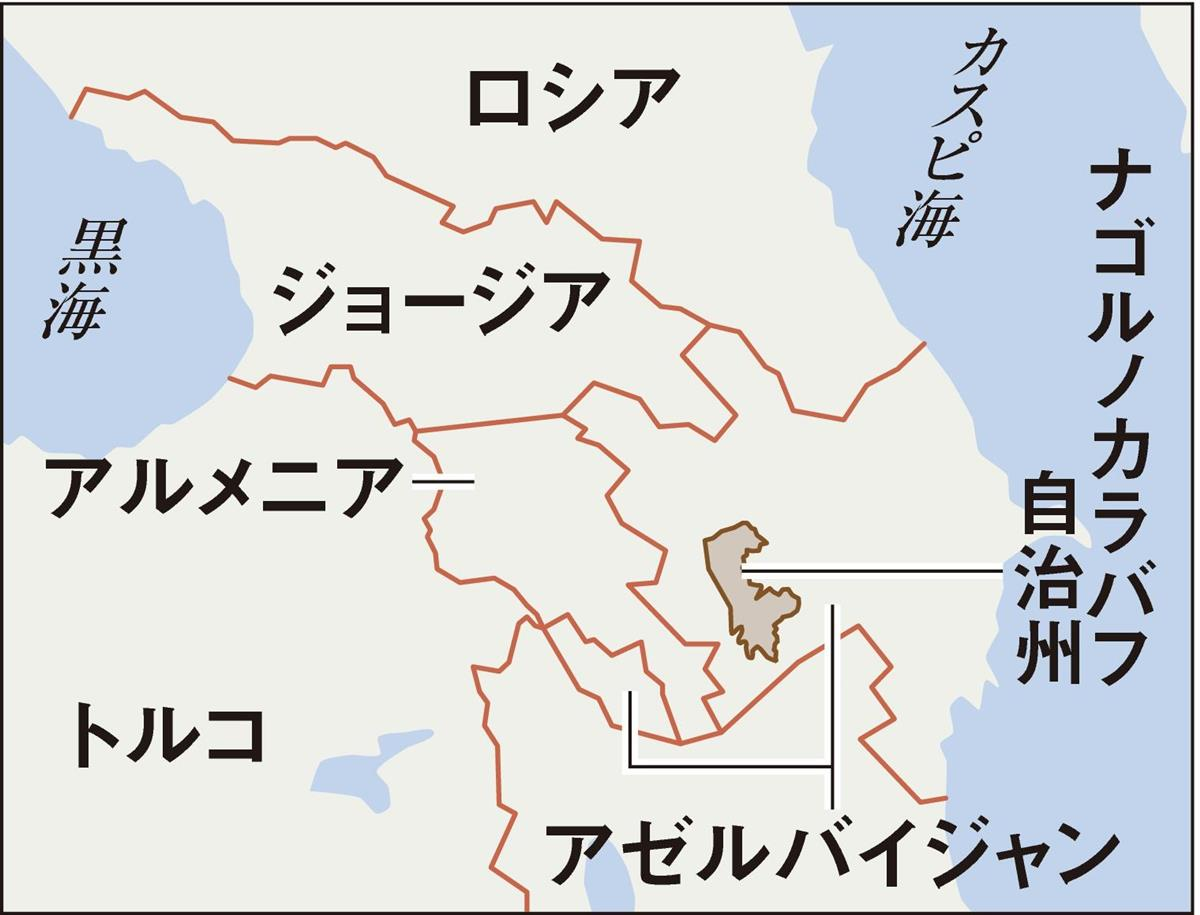 ロシア
カスピ海
黒海
ジョージア
ナゴルノカラバフ
自治州
アルメニア
トルコ
アゼルバイジャン